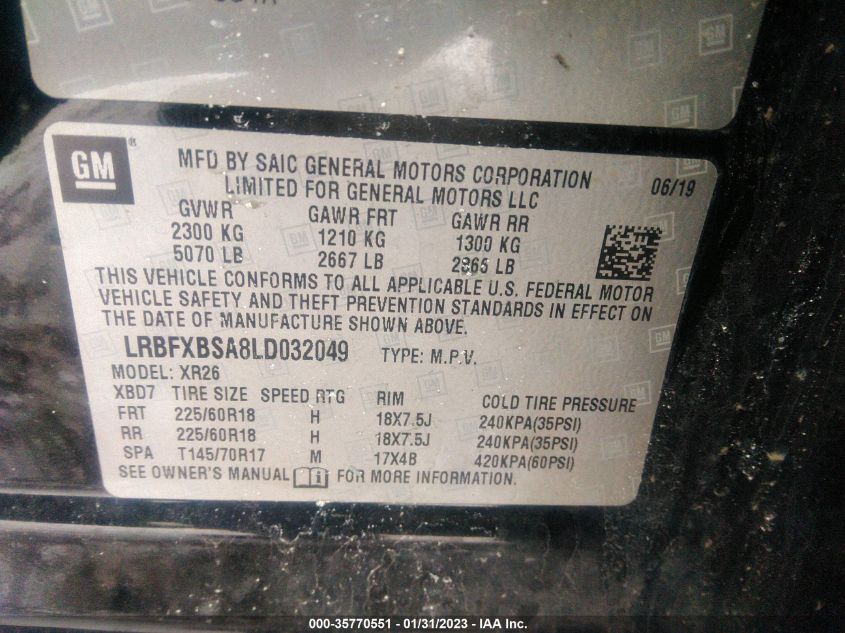 GM
MFD BY SAIC GENERAL MOTORS CORPORATION
LIMITED FOR GENERAL MOTORS LLC
06/19
GVWR GAWR FRT GAWR RR
2300 KG 1210 KG 1300 KG
5070 LB 2667 LB 2865 LB
THIS VEHICLE CONFORMS TO ALL APPLICABLE U.S. FEDERAL MOTOR
VEHICLE SAFETY AND THEFT PREVENTION STANDARDS IN EFFECT ON
THE DATE OF MANUFACTURE SHOWN ABOVE.
LRBFXBSA8LD032049 TYPE: M.P.V.
MODEL: XR26
XBD7 TIRE SIZE SPEED RTG RIM COLD TIRE PRESSURE
FRT 225/60R18 H 18X7.5J 240KPA(35PSI)
RR 225/60R18 H 18X7.5J 240KPA(35PSI)
SPA T145/70R17 M 17X4B 420KPA(60PSI)
SEE OWNER'S MANUAL FOR MORE INFORMATION.
000-35770551 - 01/31/2023 - IAA Inc.